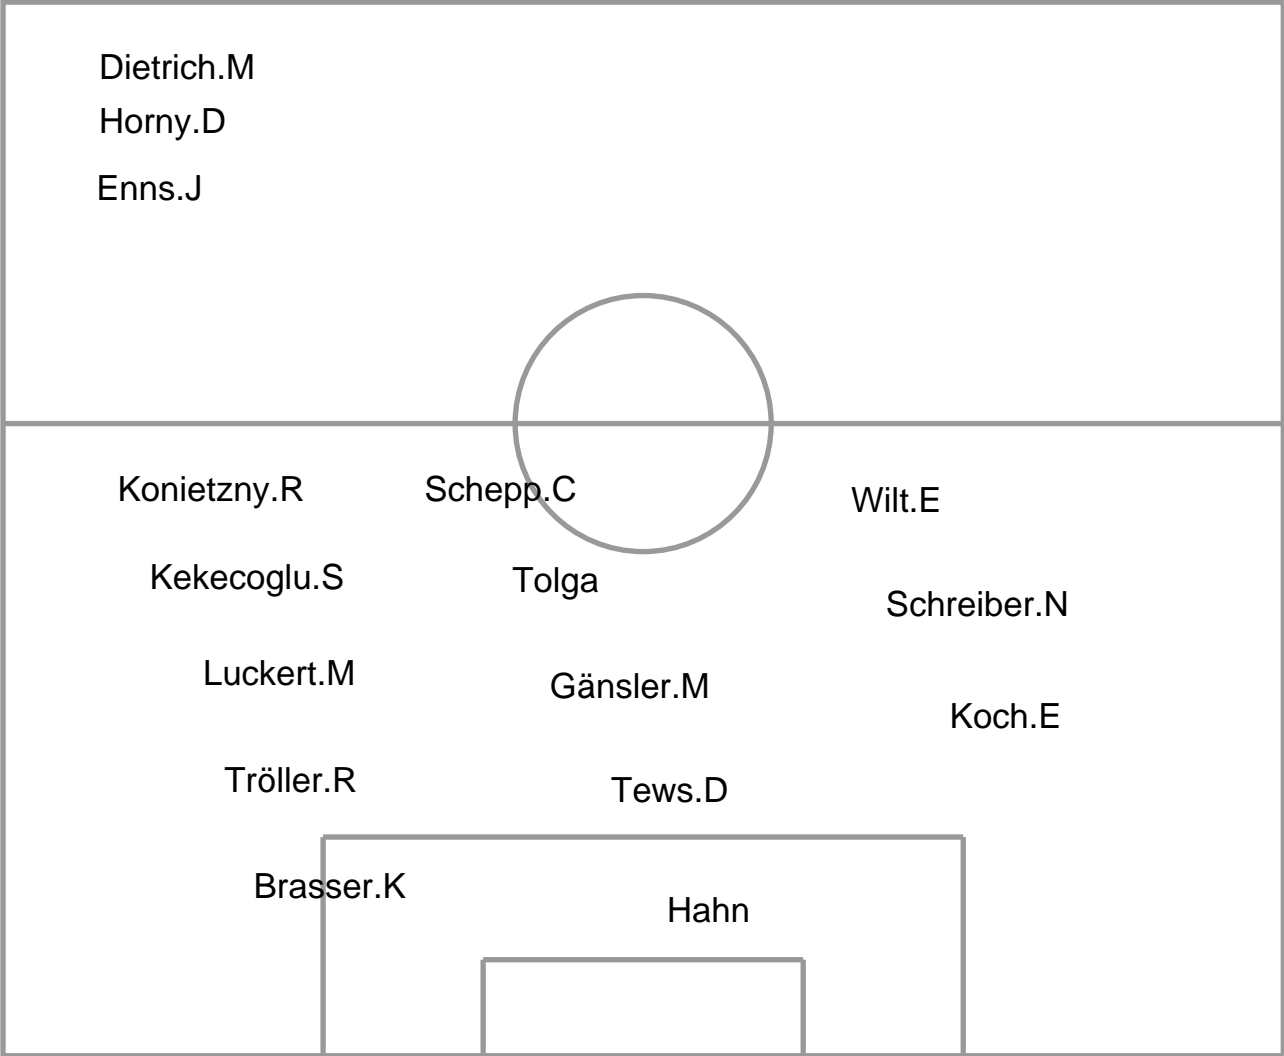 Dietrich.M
Horny.D
Enns.J
Konietzny.R
Schepp.C
Wilt.E
Kekecoglu.S
Tolga
Schreiber.N
Luckert.M
Gänsler.M
Koch.E
Tröller.R
Tews.D
Brasser.K
Hahn